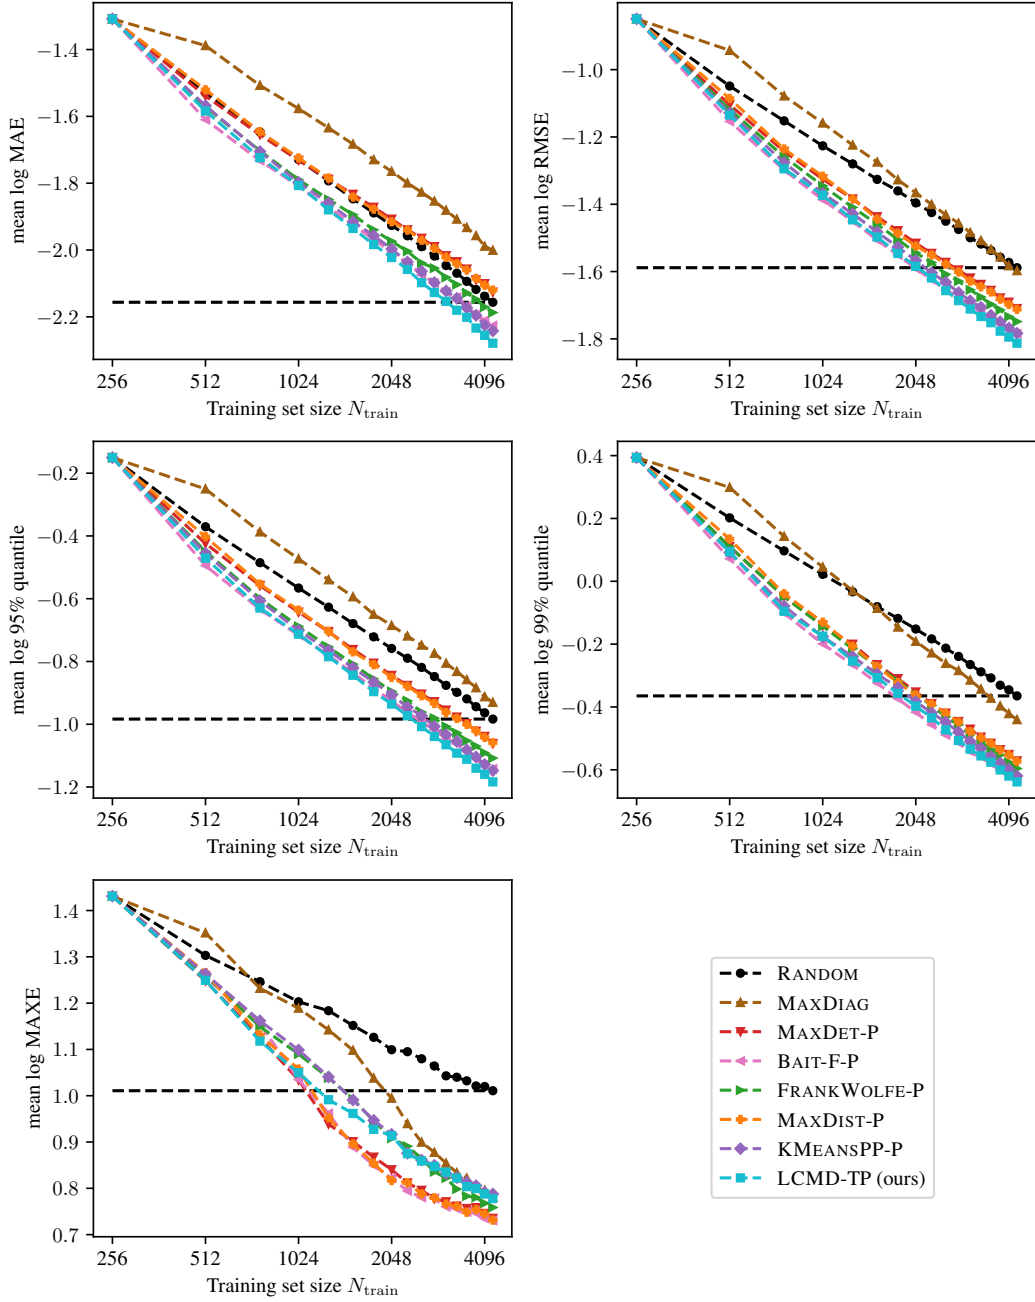 −1.4
−1.6
−1.8
−2.0
−2.2
mean log MAE
256 512 1024 2048 4096
Training set size N_train
−1.0
−1.2
−1.4
−1.6
−1.8
mean log RMSE
256 512 1024 2048 4096
Training set size N_train
−0.2
−0.4
−0.6
−0.8
−1.0
−1.2
mean log 95% quantile
256 512 1024 2048 4096
Training set size N_train
0.4
0.2
0.0
−0.2
−0.4
−0.6
mean log 99% quantile
256 512 1024 2048 4096
Training set size N_train
1.4
1.3
1.2
1.1
1.0
0.9
0.8
0.7
mean log MAXE
256 512 1024 2048 4096
Training set size N_train
RANDOM
MAXDIAG
MAXDET-P
BAIT-F-P
FRANKWOLFE-P
MAXDIST-P
KMEANSPP-P
LCMD-TP (ours)